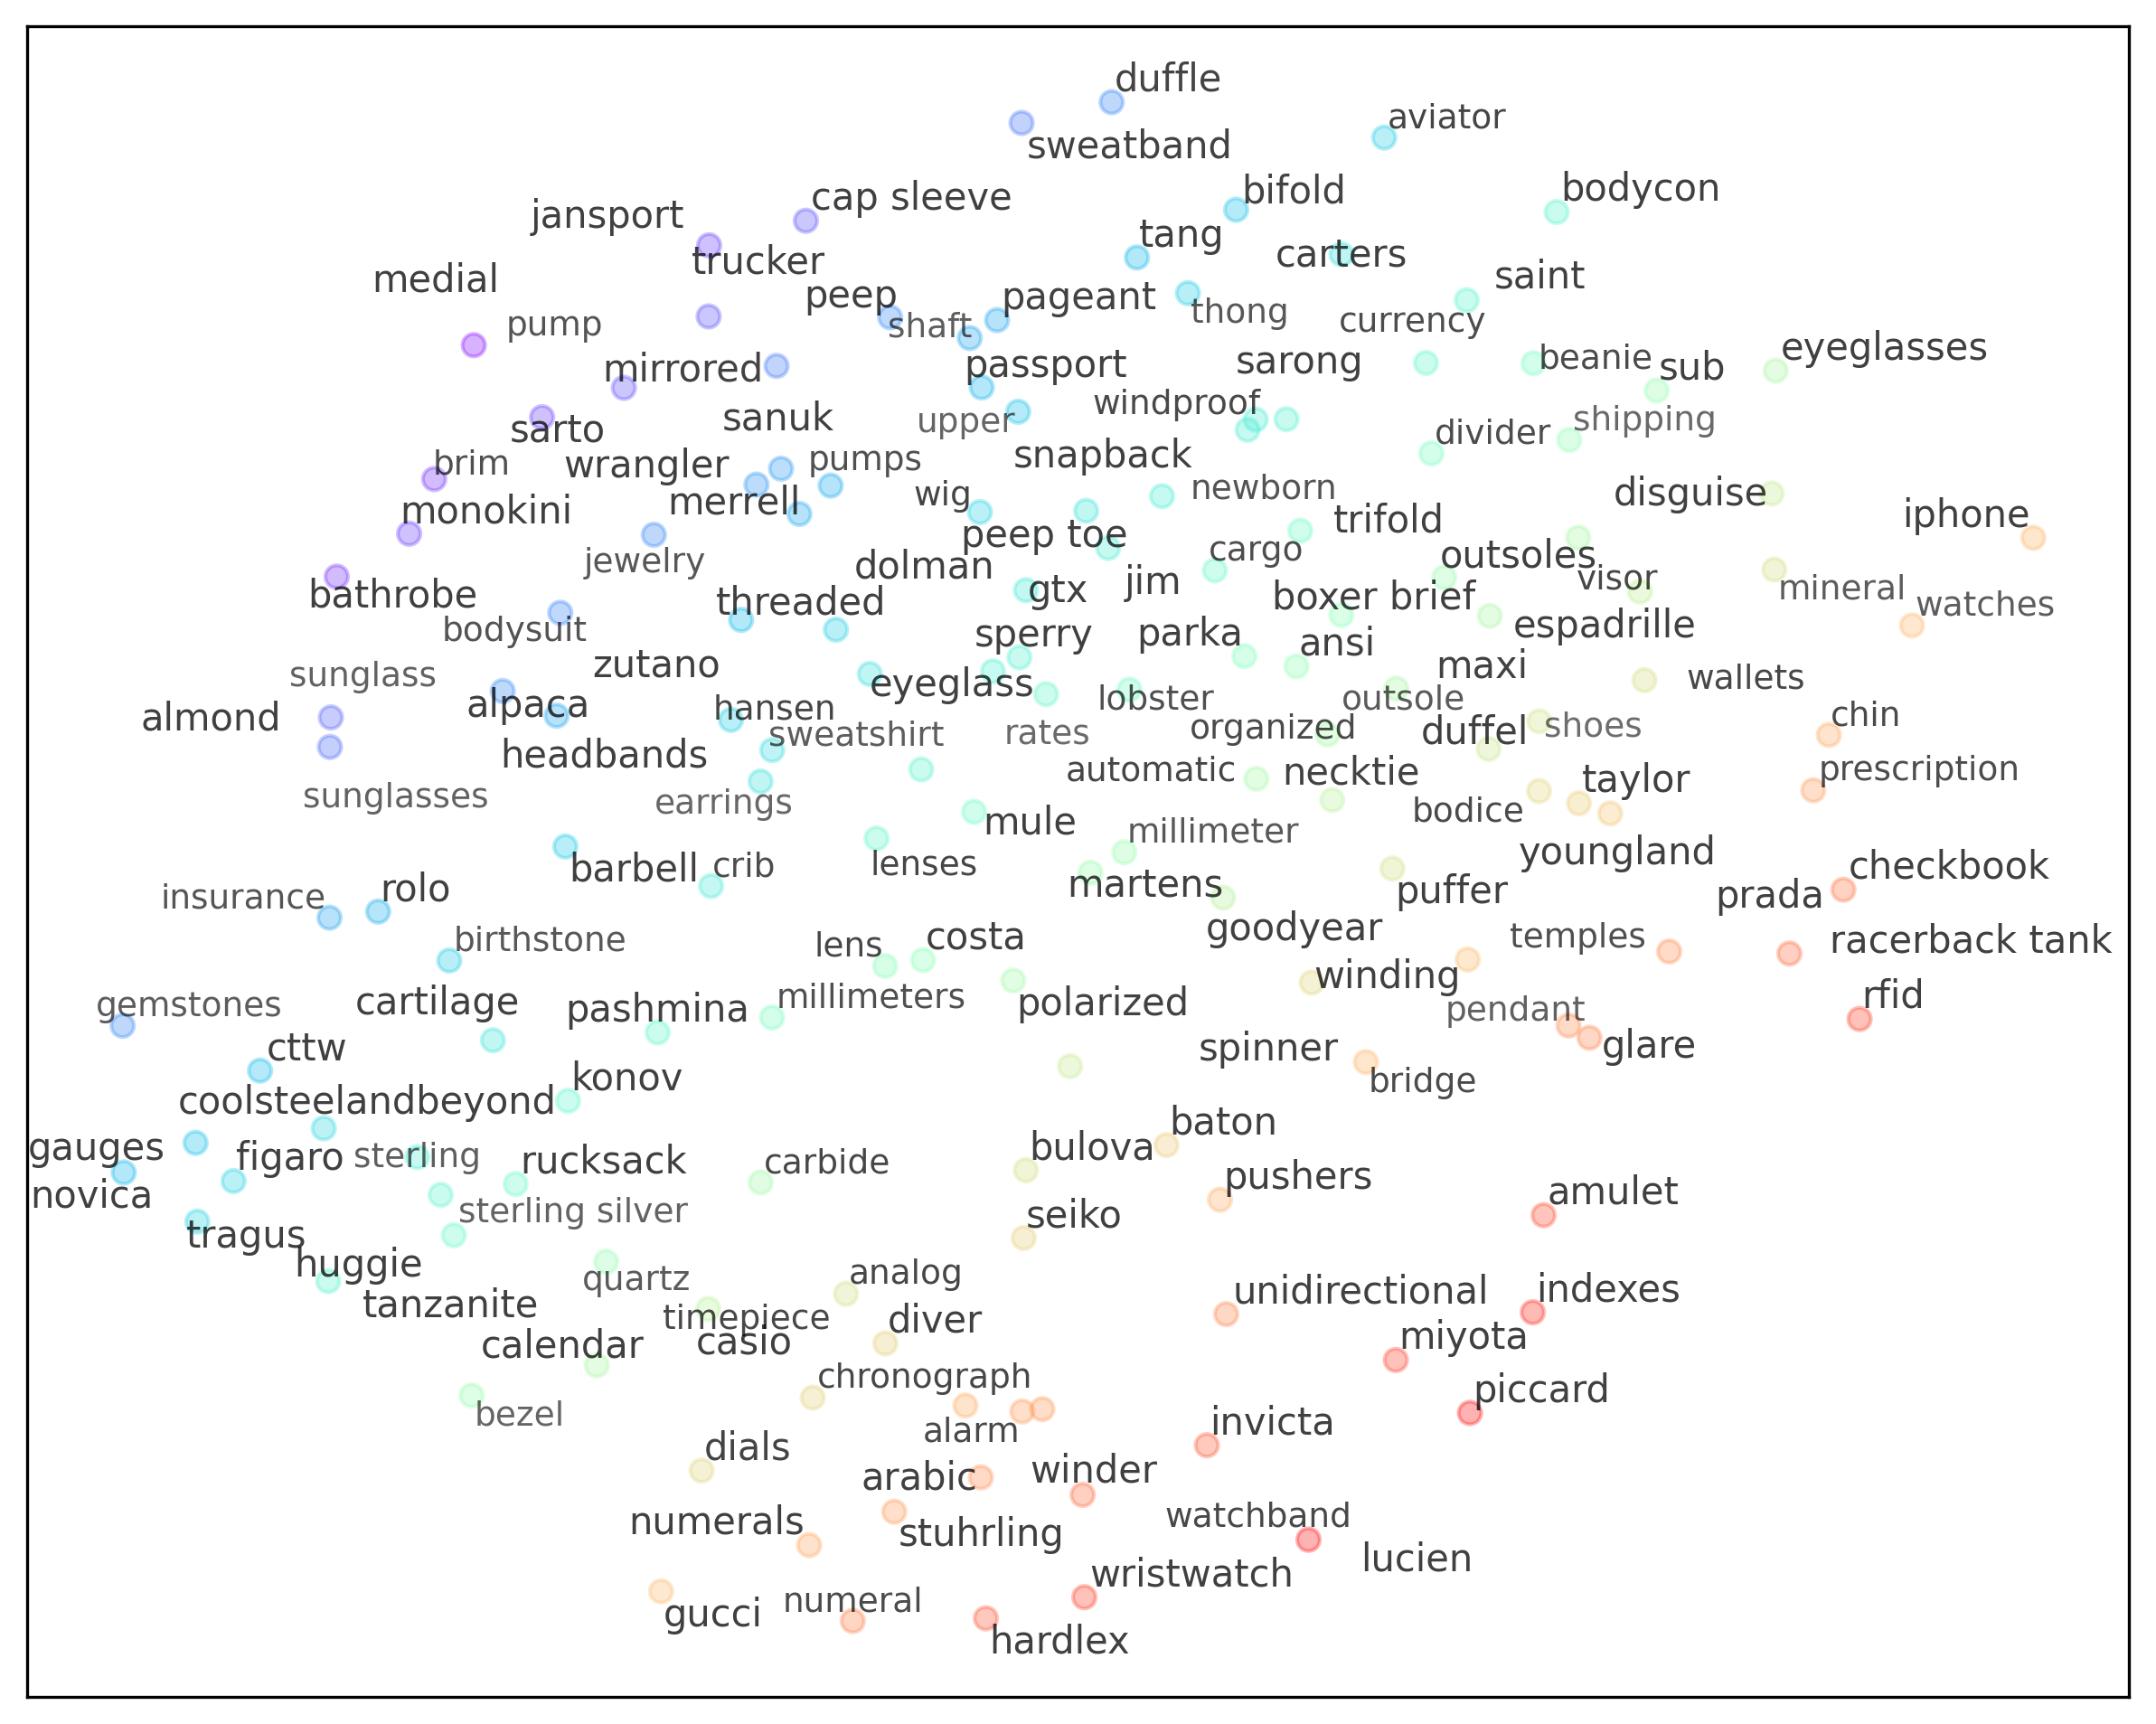 duffle
aviator
sweatband
bodycon
bifold
cap sleeve
jansport
tang
carters
trucker
medial
saint
peep
pageant
thong
currency
pump
shaft
eyeglasses
beanie
sub
sarong
mirrored
passport
windproof
shipping
sanuk
upper
divider
sarto
snapback
brim
wrangler
pumps
newborn
disguise
wig
merrell
monokini
iphone
trifold
peep toe
cargo
outsoles
jewelry
dolman
visor
jim
mineral
gtx
boxer brief
bathrobe
threaded
watches
espadrille
bodysuit
sperry
parka
ansi
zutano
maxi
sunglass
eyeglass
wallets
lobster
outsole
alpaca
hansen
chin
almond
organized
duffel
shoes
sweatshirt
rates
headbands
automatic
necktie
prescription
taylor
sunglasses
earrings
bodice
mule
millimeter
youngland
barbell
crib
lenses
checkbook
martens
puffer
prada
rolo
insurance
goodyear
birthstone
lens
costa
temples
racerback tank
winding
rfid
gemstones
cartilage
pashmina
millimeters
polarized
pendant
glare
cttw
spinner
konov
bridge
coolsteelandbeyond
baton
gauges
figaro
sterling
rucksack
carbide
bulova
pushers
amulet
novica
sterling silver
seiko
tragus
huggie
quartz
analog
unidirectional
indexes
tanzanite
timepiece
casio
diver
calendar
miyota
chronograph
piccard
bezel
alarm
invicta
dials
arabic
winder
numerals
stuhrling
watchband
lucien
wristwatch
gucci
numeral
hardlex